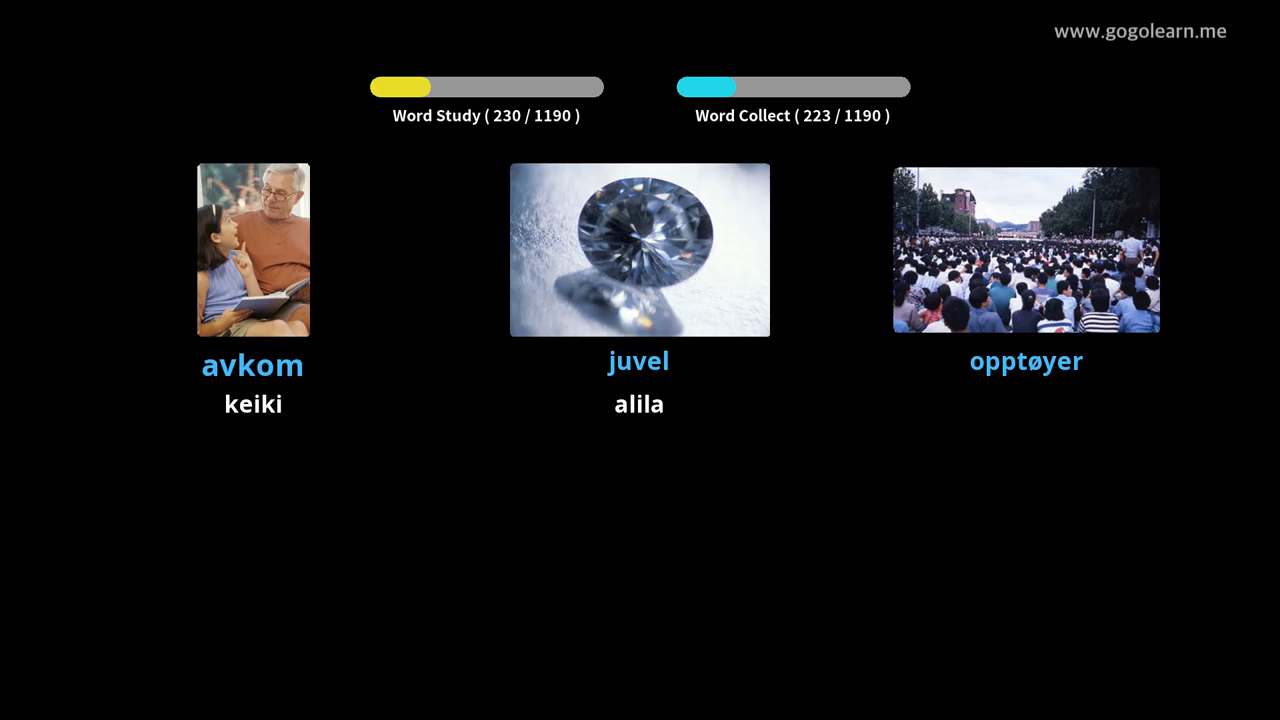 www.gogolearn.me
Word Study ( 230 / 1190 )
Word Collect ( 223 / 1190 )
avkom
juvel
opptøyer
keiki
alila